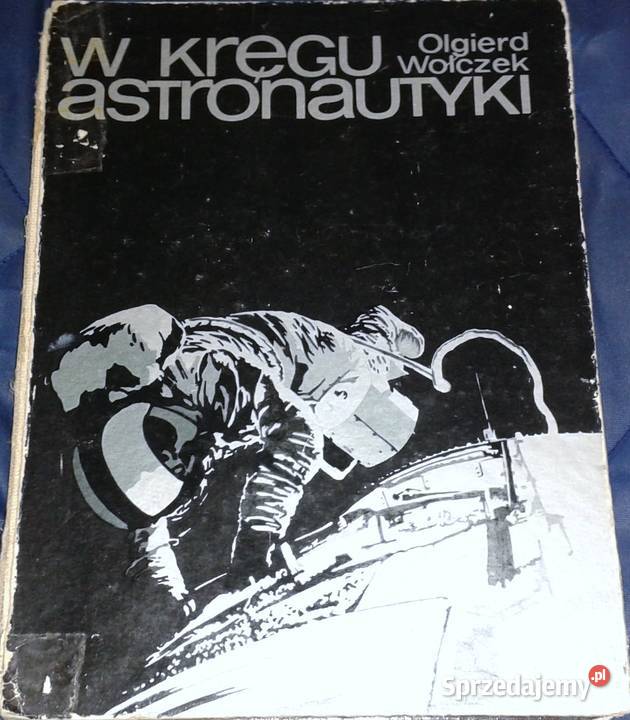 w kręgu
astronautyki
Olgierd
Wołczek
Sprzedajemy.pl